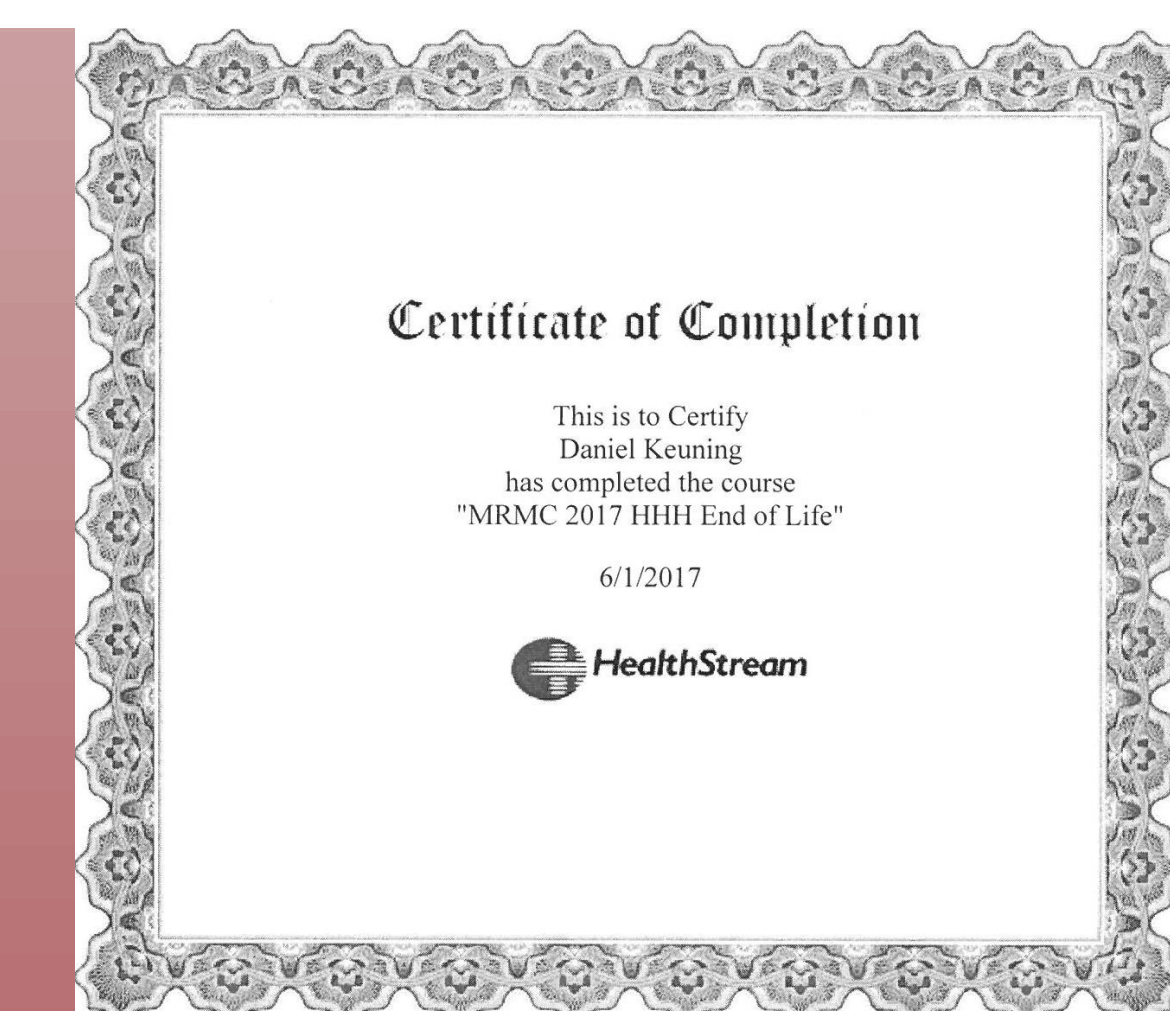 Certificate of Completion
This is to Certify
Daniel Keuning
has completed the course
"MRMC 2017 HHH End of Life"
6/1/2017
HealthStream